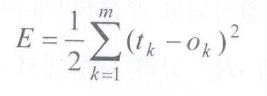 E = \frac{1}{2} \sum_{k=1}^{m} (t_k - o_k)^2